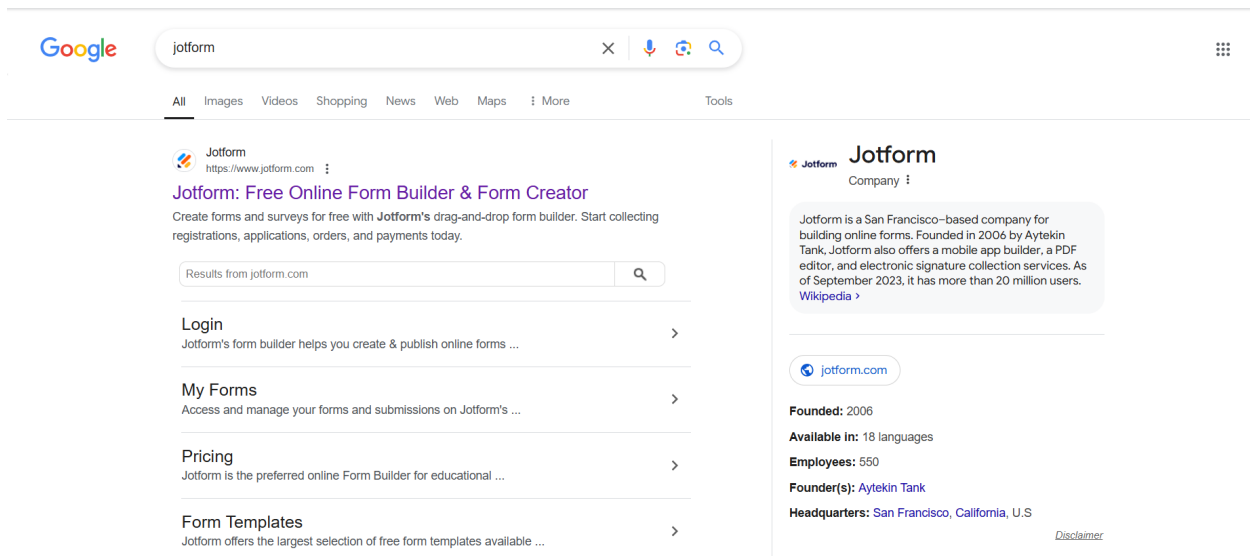 Google
jotform
All Images Videos Shopping News Web Maps More Tools
Jotform
https://www.jotform.com
Jotform: Free Online Form Builder & Form Creator
Create forms and surveys for free with Jotform's drag-and-drop form builder. Start collecting
registrations, applications, orders, and payments today.
Results from jotform.com
Login
Jotform's form builder helps you create & publish online forms ...
My Forms
Access and manage your forms and submissions on Jotform's ...
Pricing
Jotform is the preferred online Form Builder for educational ...
Form Templates
Jotform offers the largest selection of free form templates available ...
Jotform
Jotform
Company
Jotform is a San Francisco–based company for
building online forms. Founded in 2006 by Aytekin
Tank, Jotform also offers a mobile app builder, a PDF
editor, and electronic signature collection services. As
of September 2023, it has more than 20 million users.
Wikipedia ›
jotform.com
Founded: 2006
Available in: 18 languages
Employees: 550
Founder(s): Aytekin Tank
Headquarters: San Francisco, California, U.S
Disclaimer